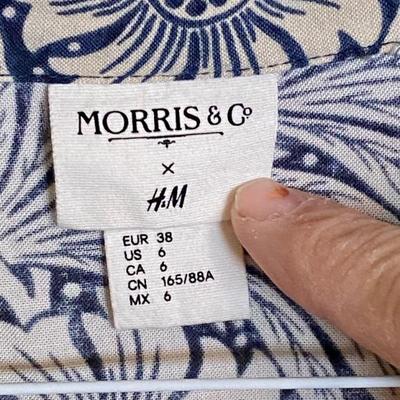 MORRIS & Cº
×
H&M
EUR 38
US 6
CA 6
CN 165/88A
MX 6